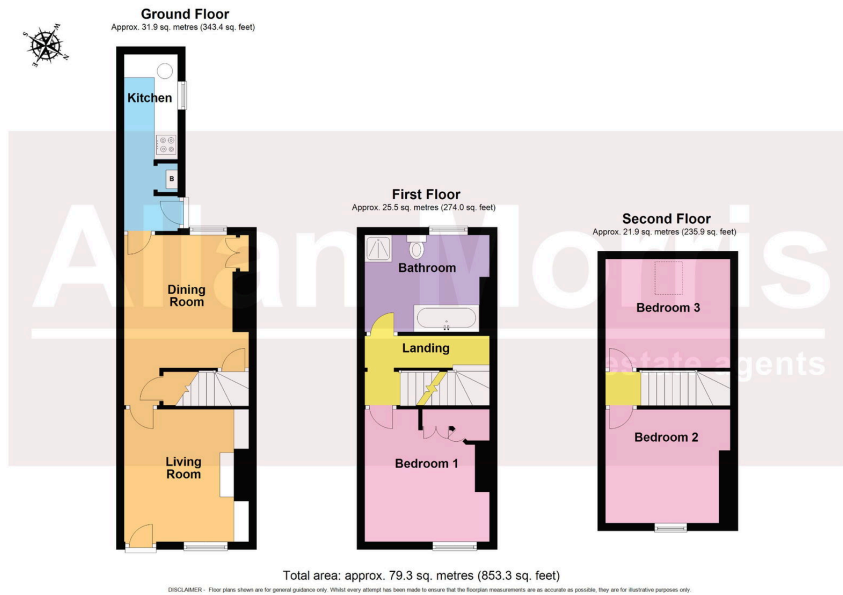 Ground Floor
Approx. 31.9 sq. metres (343.4 sq. feet)
W
S
N
E
Kitchen
B
First Floor
Approx. 25.5 sq. metres (274.0 sq. feet)
Second Floor
Approx. 21.9 sq. metres (235.9 sq. feet)
Allan Morris
estate agents
Dining
Room
Bathroom
Landing
Bedroom 3
Living
Room
Bedroom 1
Bedroom 2
Total area: approx. 79.3 sq. metres (853.3 sq. feet)
DISCLAIMER - Floor plans shown are for general guidance only. Whilst every attempt has been made to ensure that the floorplan measurements are as accurate as possible, they are for illustrative purposes only.